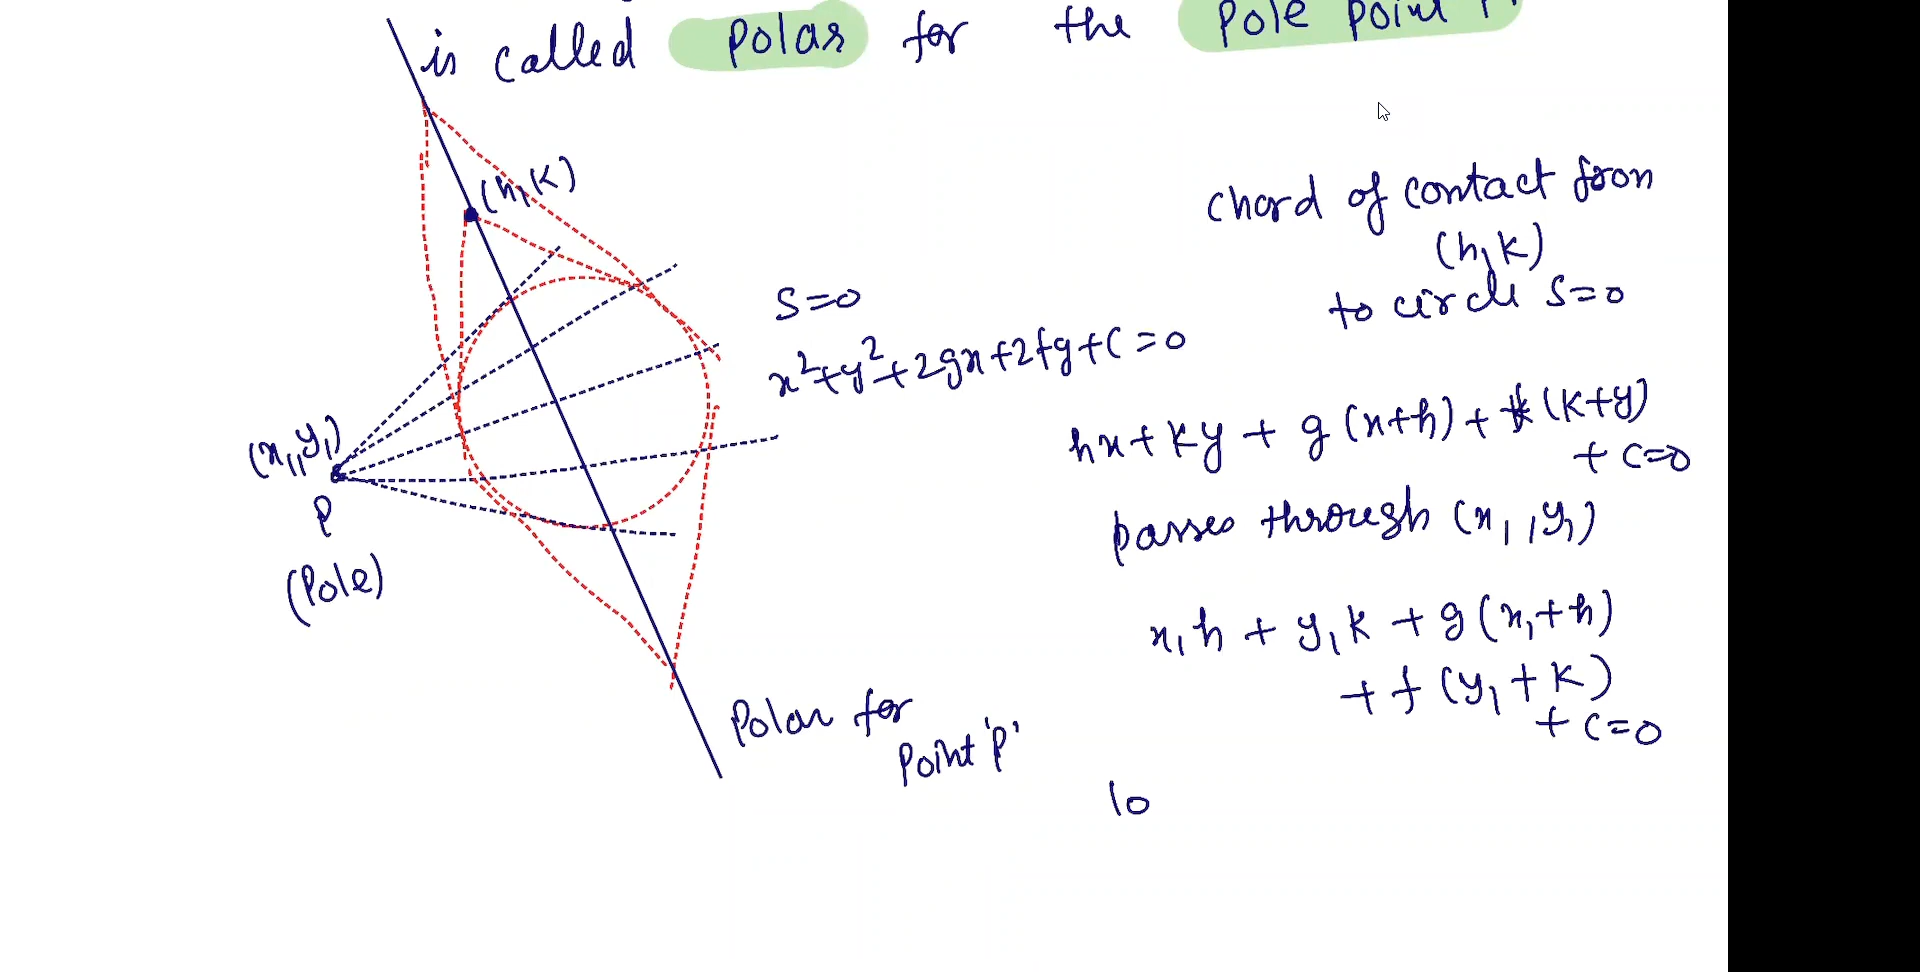 is called Polar for the Pole Point P.
(h,k)
chord of contact from
(h,k)
to circle S=0
S=0
x²+y²+2gx+2fy+c=0
hx+ky+g(x+h)+f(k+y)
+c=0
(x₁,y₁)
P
(Pole)
passes through (x₁,y₁)
x₁h+y₁k+g(x₁+h)
+f(y₁+k)
+c=0
Polar for
Point 'P'
lo